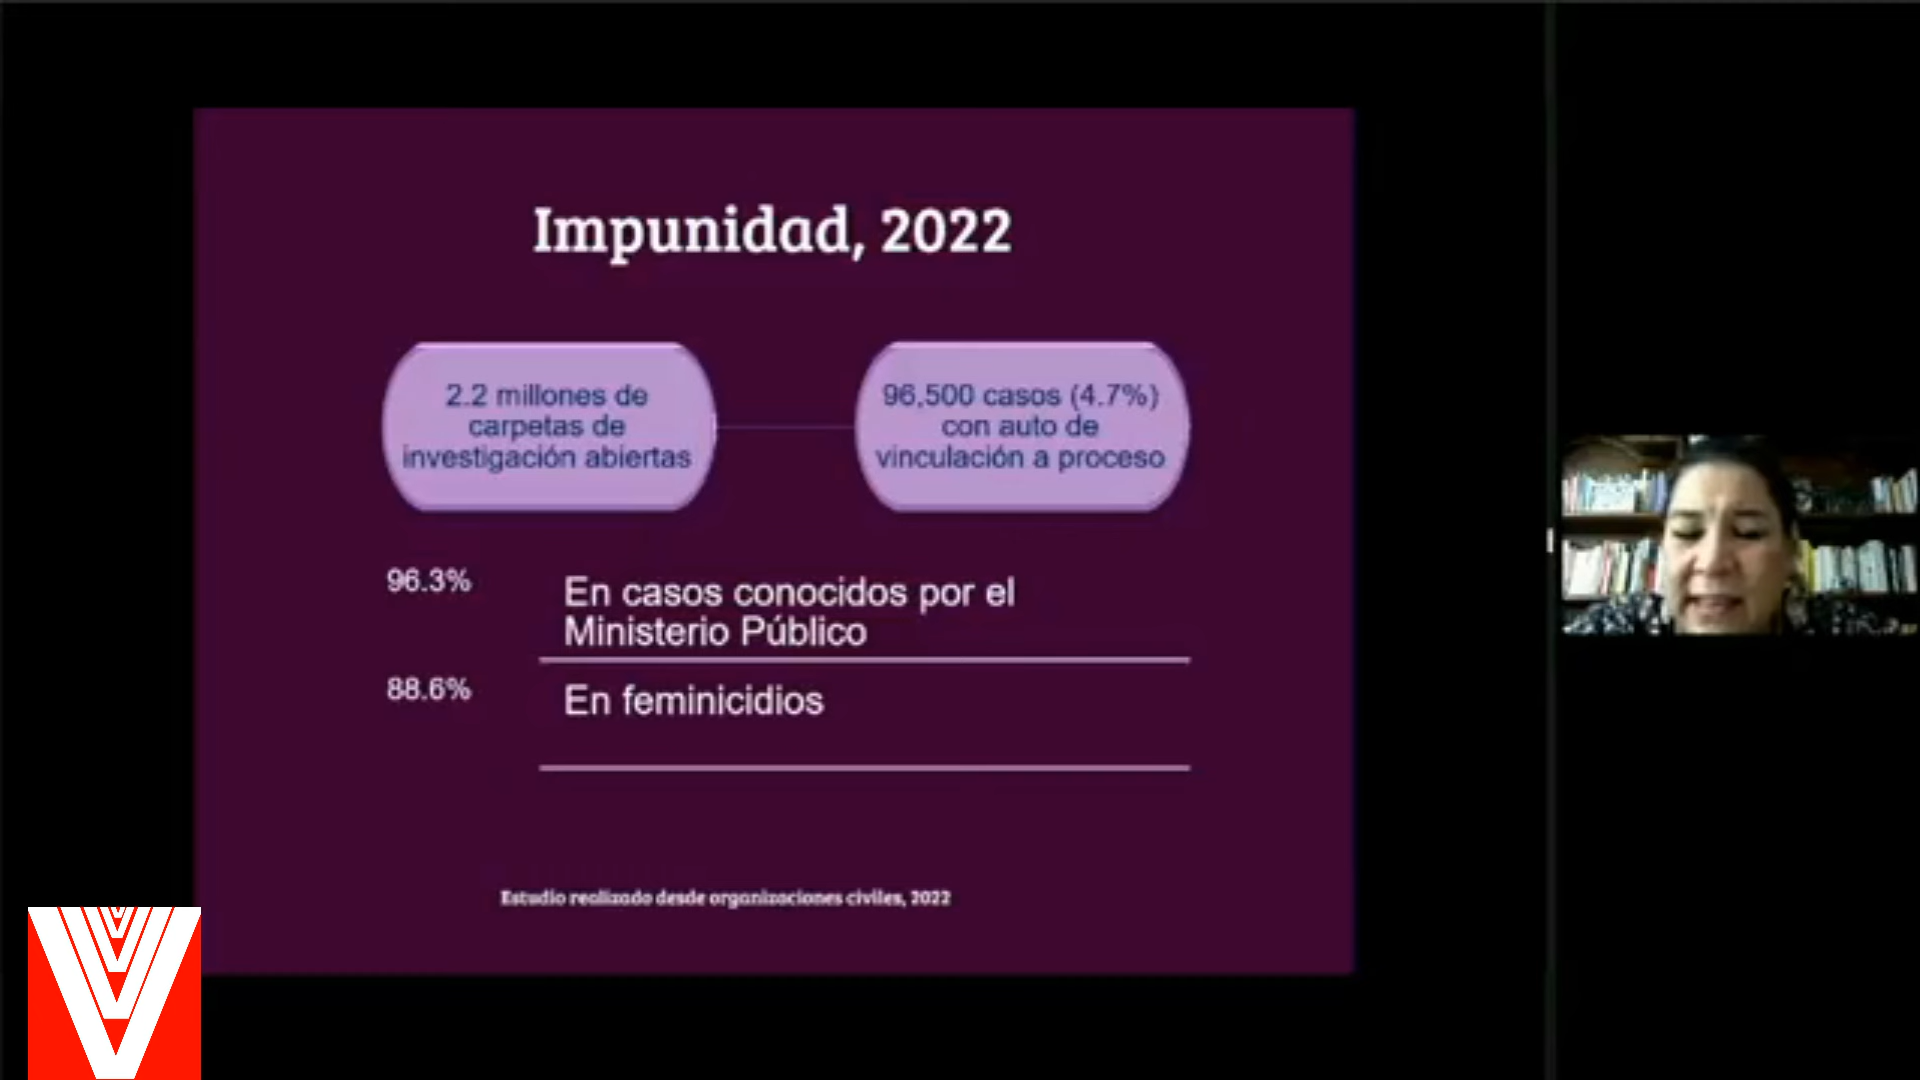 Impunidad, 2022
2.2 millones de
carpetas de
investigación abiertas
96,500 casos (4.7%)
con auto de
vinculación a proceso
96.3%
En casos conocidos por el
Ministerio Público
88.6%
En feminicidios
Estudio realizado desde organizaciones civiles, 2022